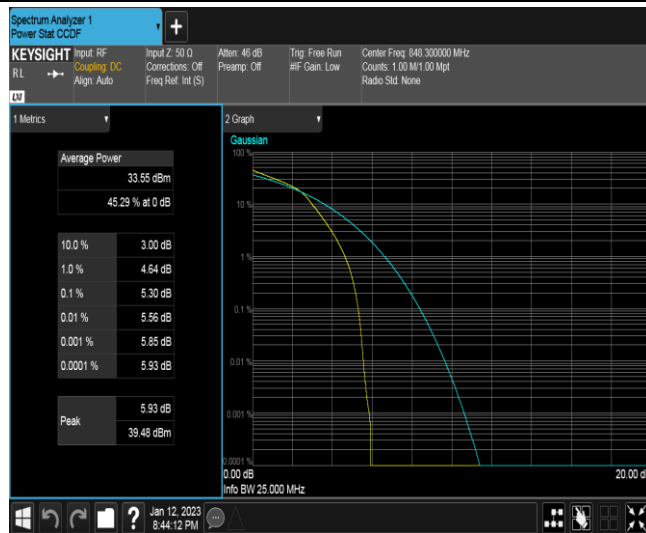 Spectrum Analyzer 1
Power Stat CCDF
KEYSIGHT
RL
Input: RF
Coupling: DC
Align: Auto
Input Z: 50 Ω
Corrections: Off
Freq Ref: Int (S)
Atten: 46 dB
Preamp: Off
Trig: Free Run
#IF Gain: Low
Center Freq: 848.300000 MHz
Counts: 1.00 M/1.00 Mpt
Radio Std: None
1 Metrics
Average Power
33.55 dBm
45.29 % at 0 dB
10.0 % 3.00 dB
1.0 % 4.64 dB
0.1 % 5.30 dB
0.01 % 5.56 dB
0.001 % 5.85 dB
0.0001 % 5.93 dB
Peak
5.93 dB
39.48 dBm
2 Graph
Gaussian
100 %
10 %
1 %
0.1 %
0.01 %
0.001 %
0.0001 %
0.00 dB
20.00 d
Info BW 25.000 MHz
Jan 12, 2023
8:44:12 PM